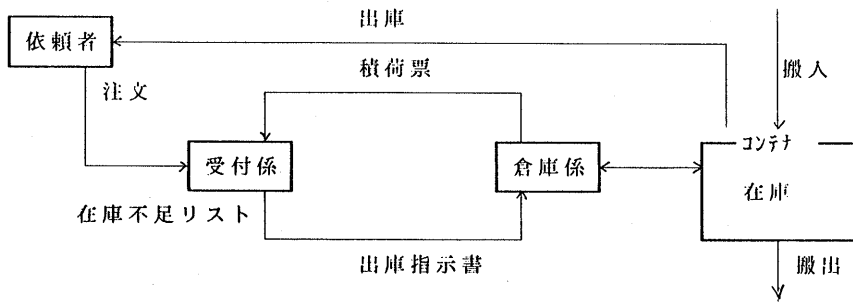 出庫
依頼者
積荷票
搬人
注文
コンテナ
受付係
倉庫係
在庫
在庫不足リスト
出庫指示書
搬出